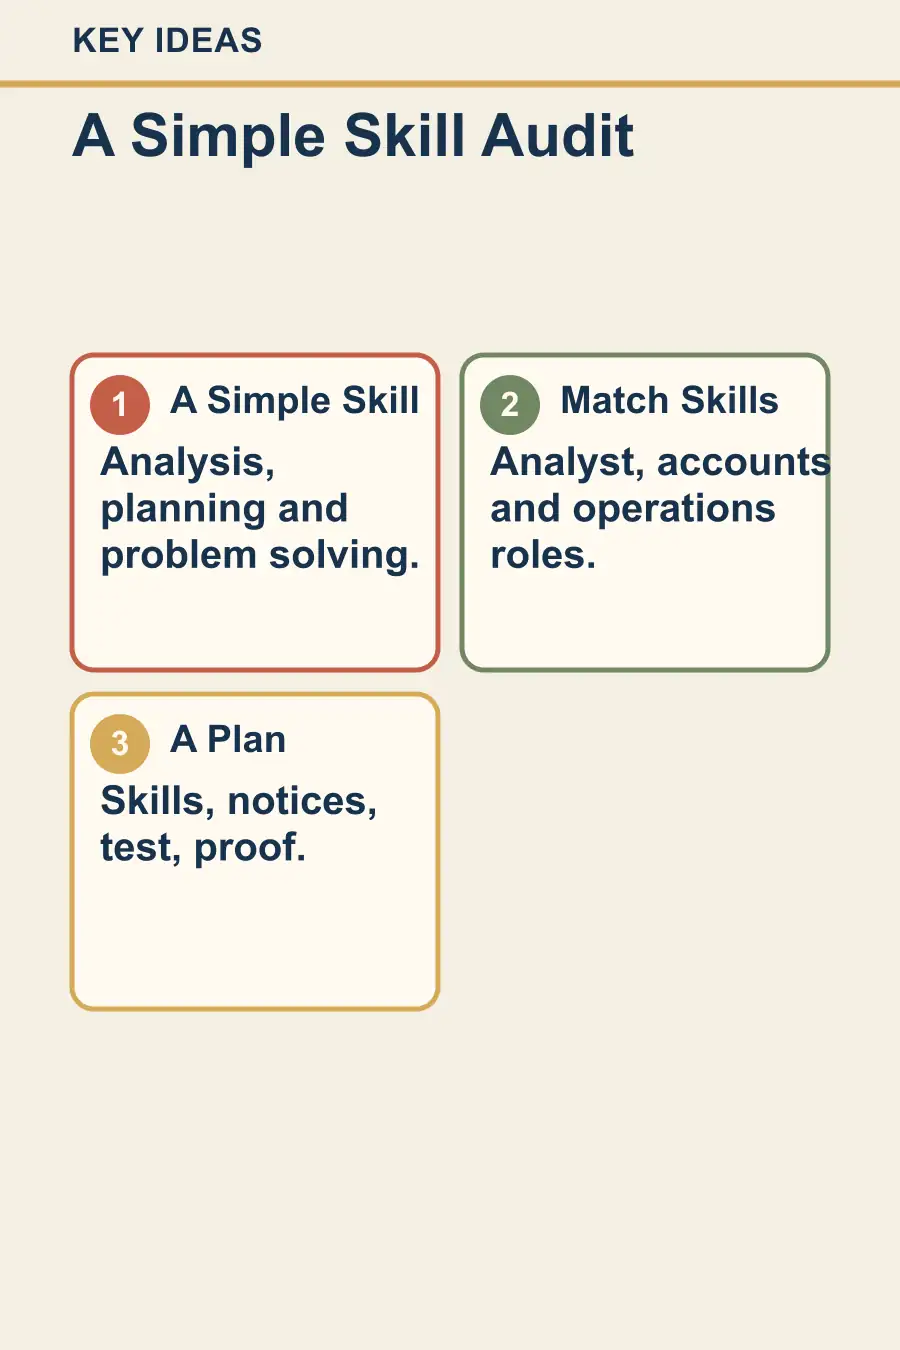 KEY IDEAS
A Simple Skill Audit
1
A Simple Skill
Analysis,
planning and
problem solving.
2
Match Skills
Analyst, accounts
and operations
roles.
3
A Plan
Skills, notices,
test, proof.